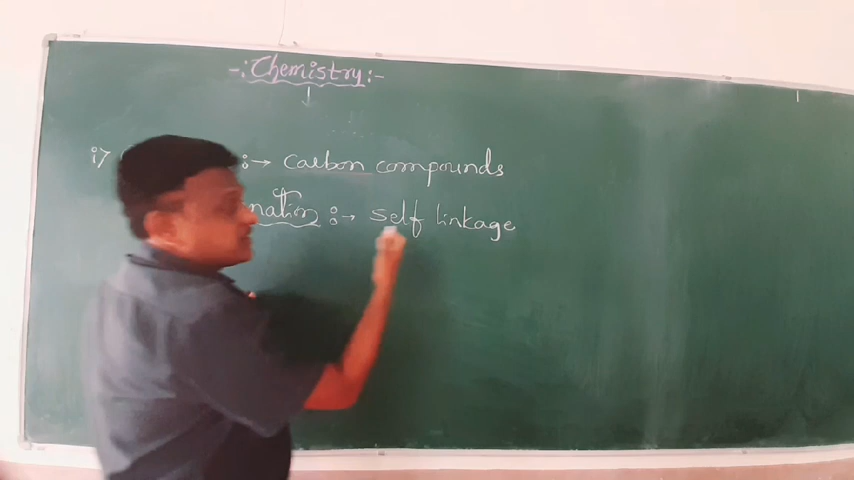 -: Chemistry :-
i> :→ Carbon compounds
nation :→ self linkage